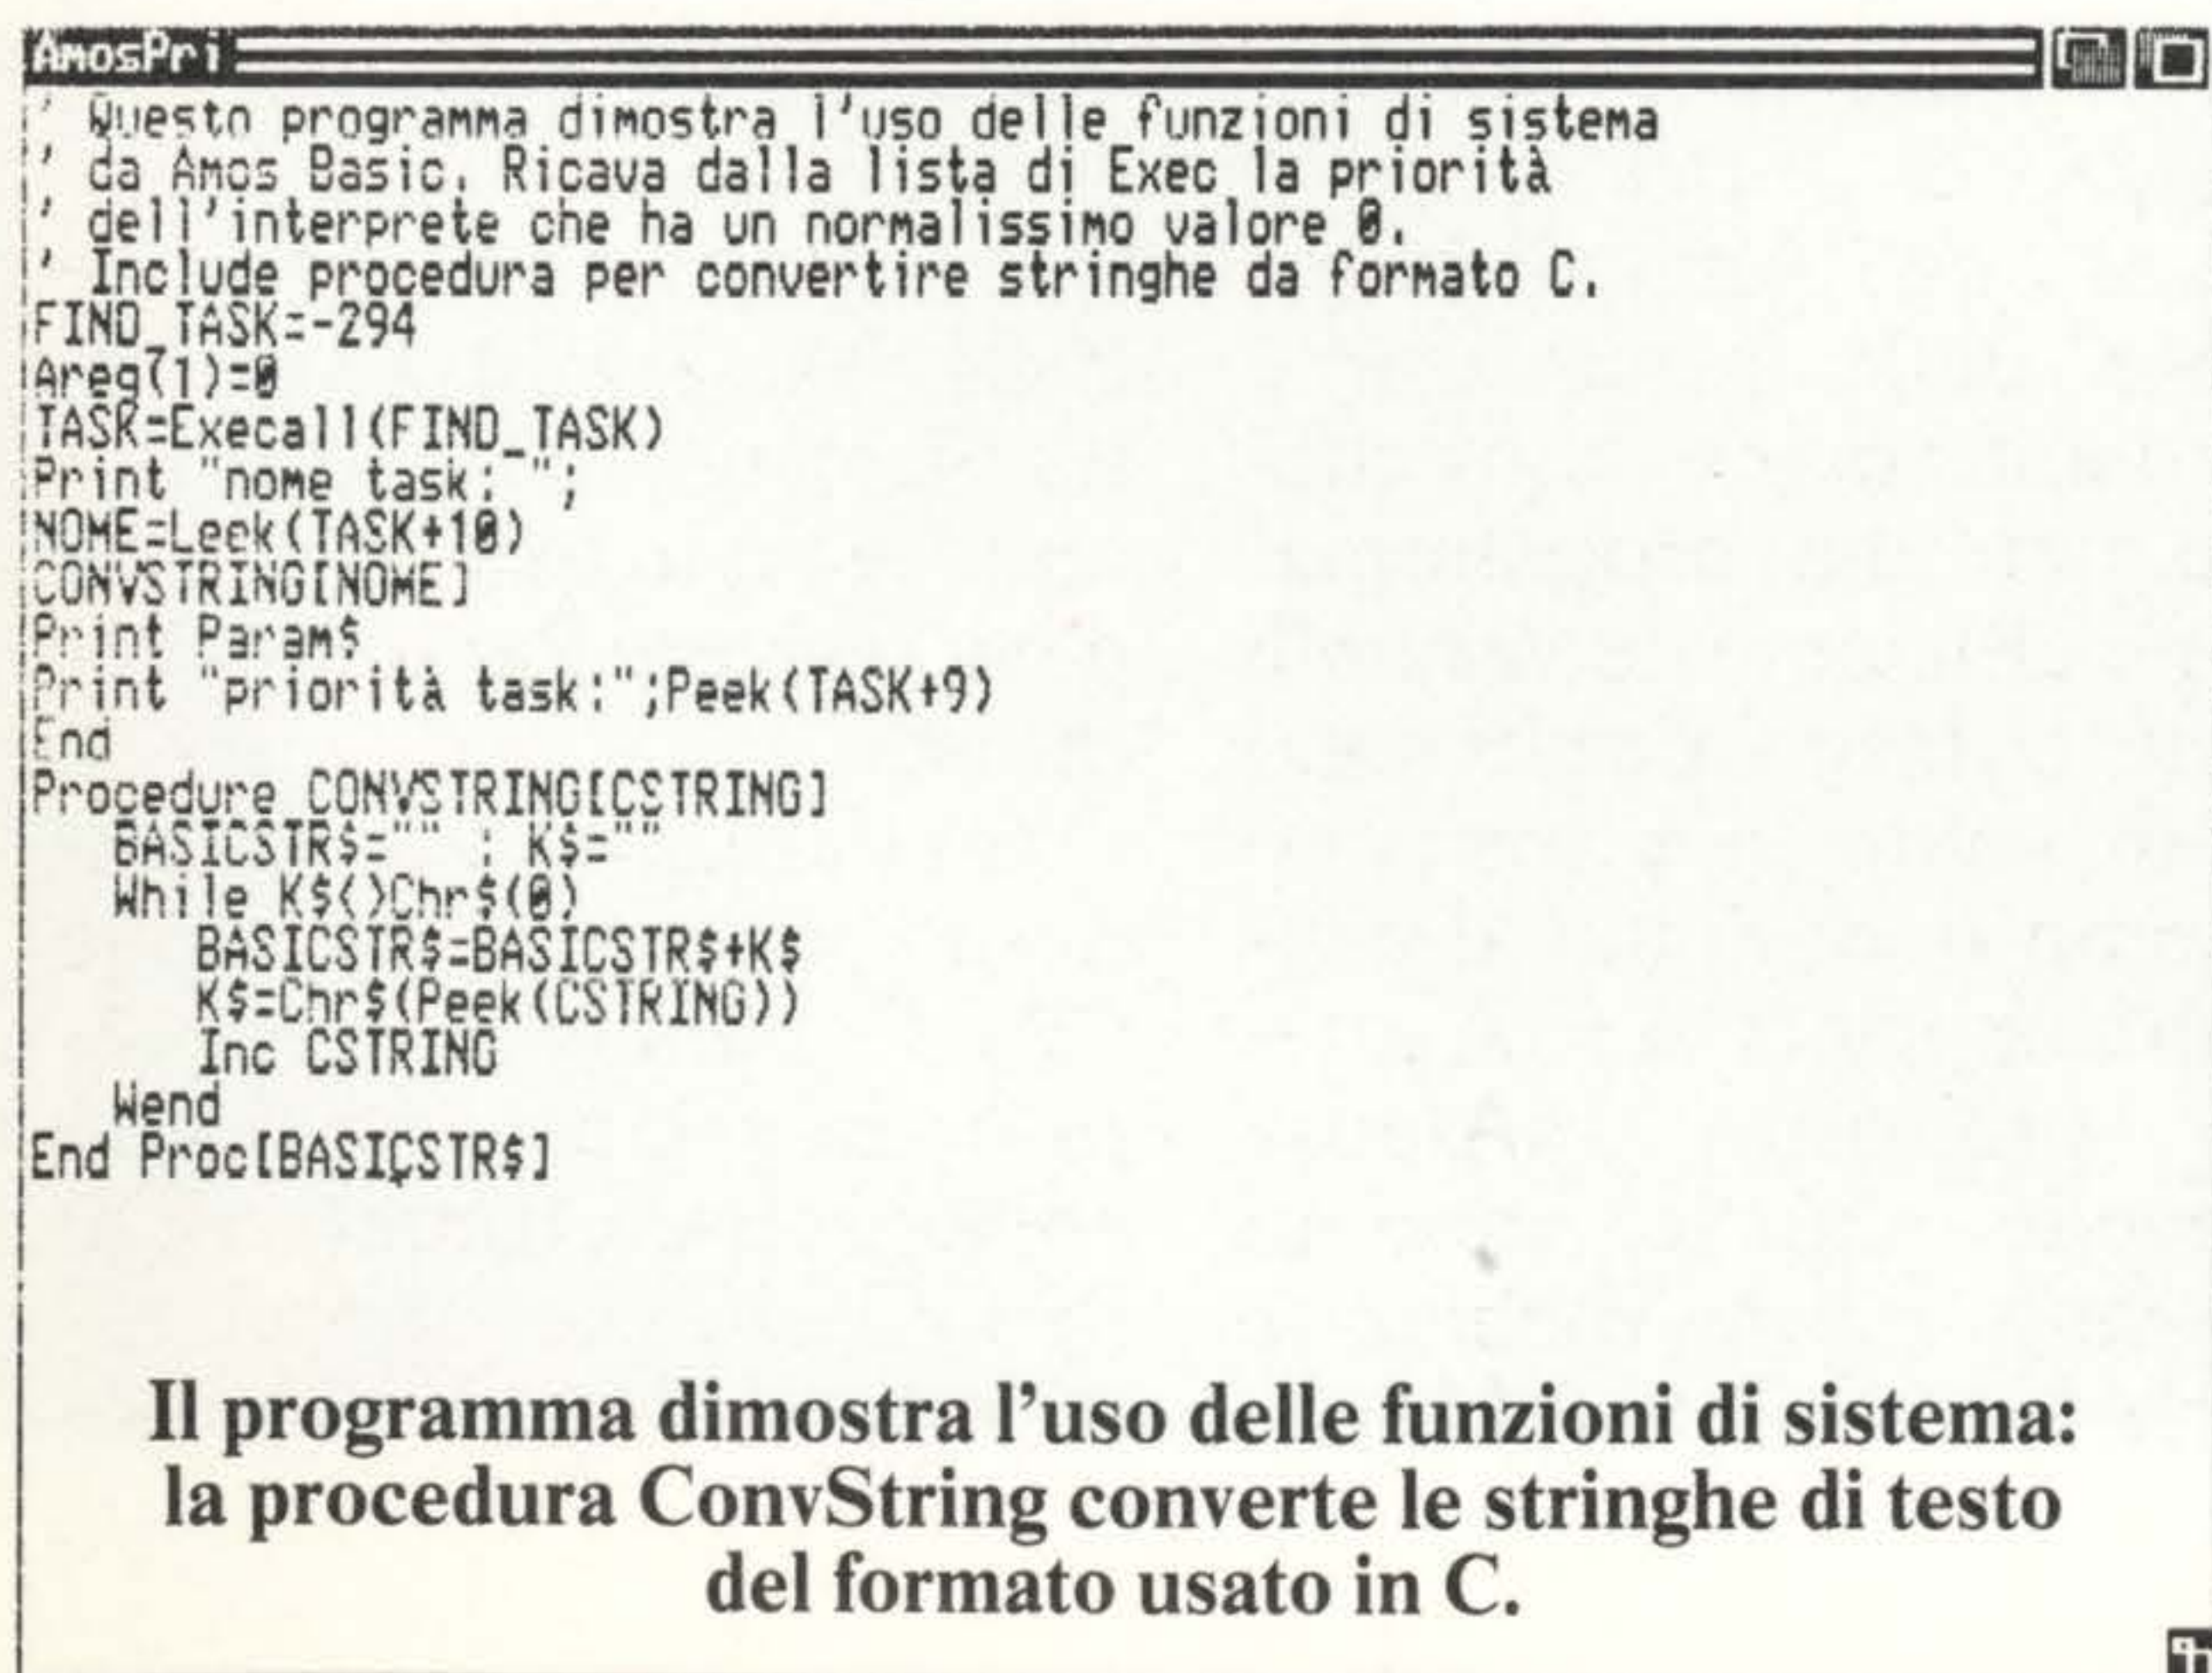 AmosPri
' Questo programma dimostra l'uso delle funzioni di sistema
' da Amos Basic. Ricava dalla lista di Exec la priorità
' dell'interprete che ha un normalissimo valore 0.
' Include procedura per convertire stringhe da formato C.
FIND_TASK=-294
Areg(1)=0
TASK=Execall(FIND_TASK)
Print "nome task: ";
NOME=Leek(TASK+10)
CONVSTRING[NOME]
Print Param$
Print "priorità task:";Peek(TASK+9)
End
Procedure CONVSTRING[CSTRING]
   BASICSTR$="" : K$=""
   While K$<>Chr$(0)
      BASICSTR$=BASICSTR$+K$
      K$=Chr$(Peek(CSTRING))
      Inc CSTRING
   Wend
End Proc[BASICSTR$]
Il programma dimostra l'uso delle funzioni di sistema:
la procedura ConvString converte le stringhe di testo
del formato usato in C.